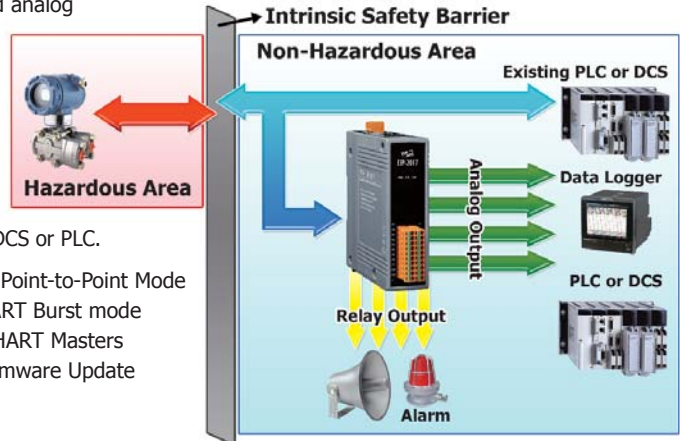 d analog
Intrinsic Safety Barrier
Non-Hazardous Area
Existing PLC or DCS
Hazardous Area
Analog Output
Data Logger
DCS or PLC.
Point-to-Point Mode
PLC or DCS
ART Burst mode
HART Masters
Relay Output
mware Update
Alarm